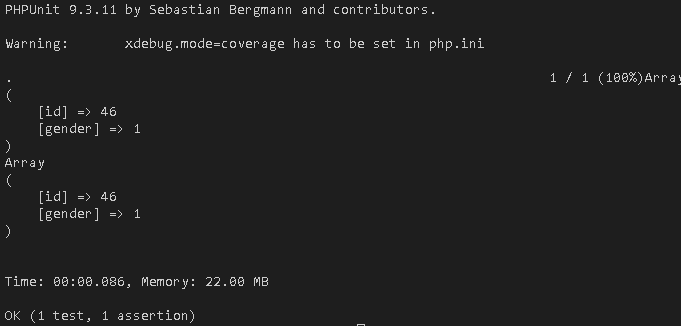 PHPUnit 9.3.11 by Sebastian Bergmann and contributors.
Warning:       xdebug.mode=coverage has to be set in php.ini
.                                                                   1 / 1 (100%)Array
(
    [id] => 46
    [gender] => 1
)
Array
(
    [id] => 46
    [gender] => 1
)
Time: 00:00.086, Memory: 22.00 MB
OK (1 test, 1 assertion)